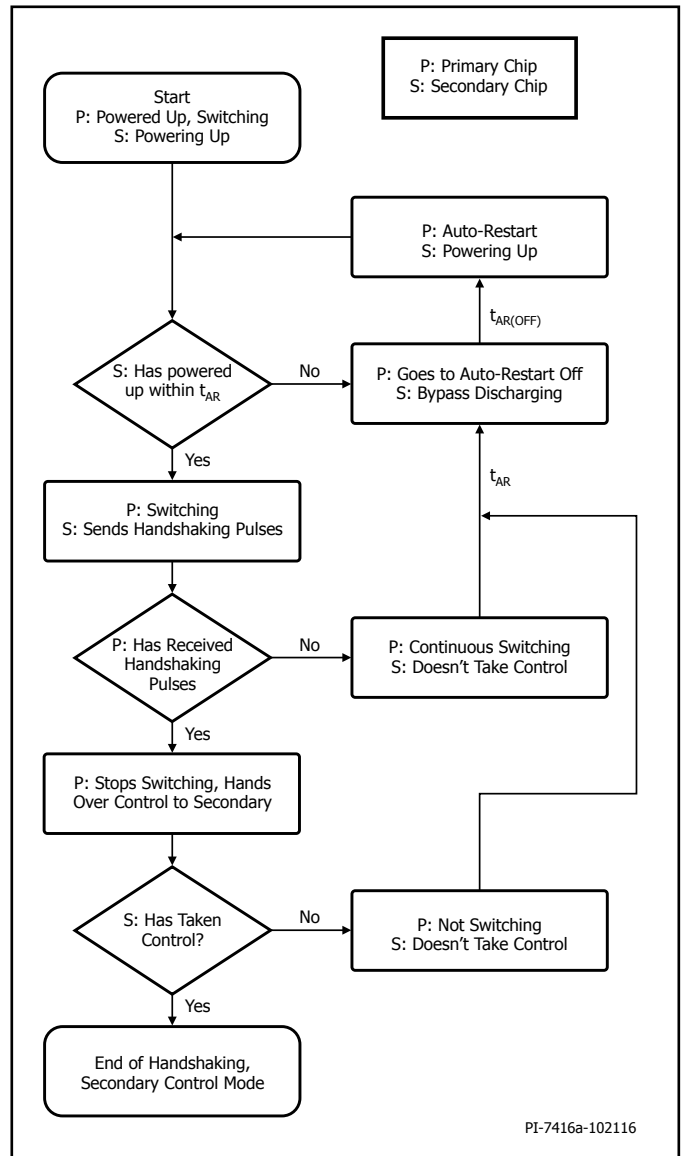 P: Primary Chip
S: Secondary Chip
Start
P: Powered Up, Switching
S: Powering Up
P: Auto-Restart
S: Powering Up
t_AR(OFF)
S: Has powered
up within t_AR
No
P: Goes to Auto-Restart Off
S: Bypass Discharging
Yes
t_AR
P: Switching
S: Sends Handshaking Pulses
P: Has Received
Handshaking
Pulses
No
P: Continuous Switching
S: Doesn’t Take Control
Yes
P: Stops Switching, Hands
Over Control to Secondary
S: Has Taken
Control?
No
P: Not Switching
S: Doesn’t Take Control
Yes
End of Handshaking,
Secondary Control Mode
PI-7416a-102116